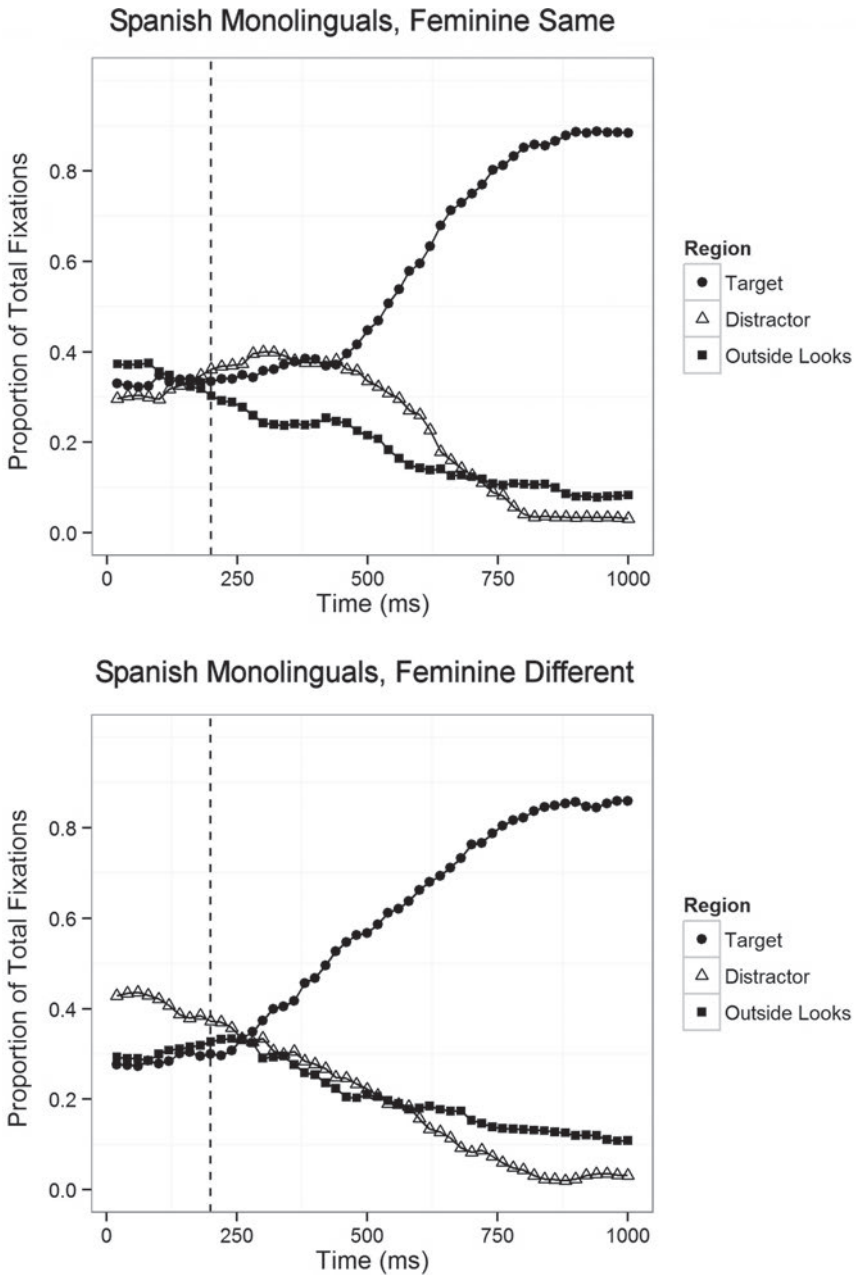 Spanish Monolinguals, Feminine Same
Proportion of Total Fixations
0.8
0.6
0.4
0.2
0.0
0 250 500 750 1000
Time (ms)
Region
Target
Distractor
Outside Looks
Spanish Monolinguals, Feminine Different
Proportion of Total Fixations
0.8
0.6
0.4
0.2
0.0
0 250 500 750 1000
Time (ms)
Region
Target
Distractor
Outside Looks